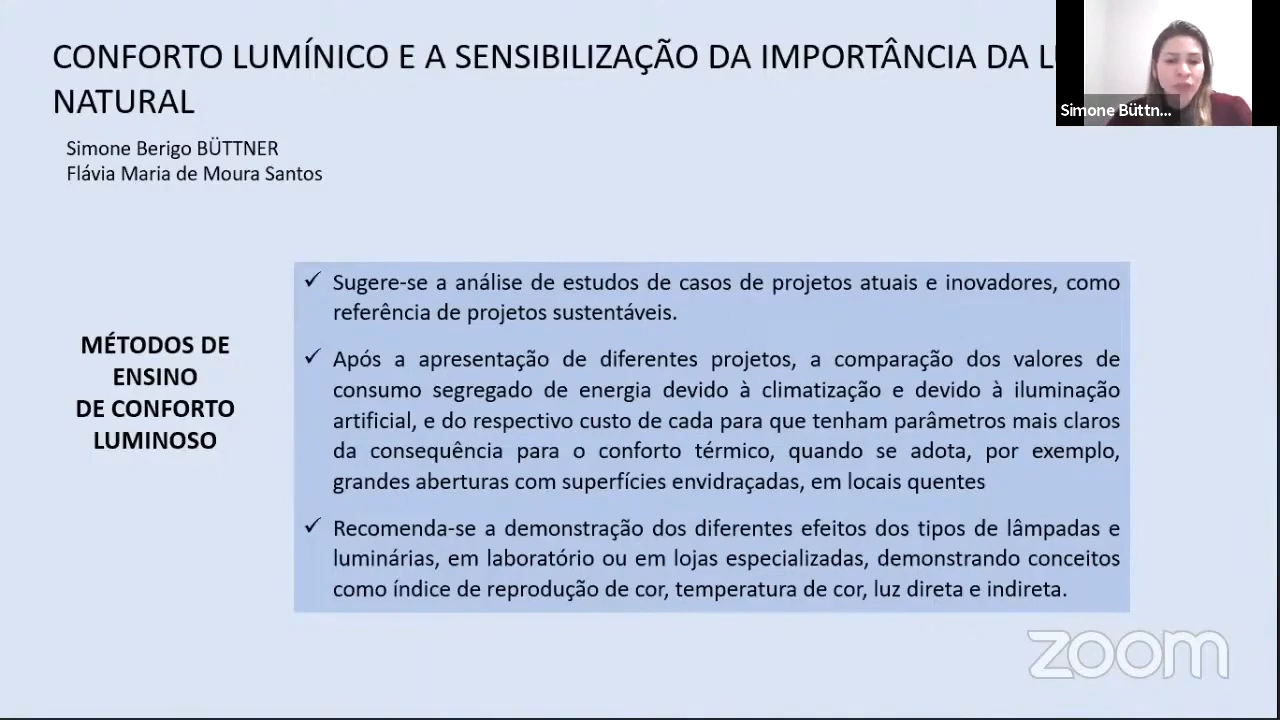 CONFORTO LUMÍNICO E A SENSIBILIZAÇÃO DA IMPORTÂNCIA DA
NATURAL
Simone Büttn...
Simone Berigo BÜTTNER
Flávia Maria de Moura Santos
MÉTODOS DE
ENSINO
DE CONFORTO
LUMINOSO
✓ Sugere-se a análise de estudos de casos de projetos atuais e inovadores, como
referência de projetos sustentáveis.
✓ Após a apresentação de diferentes projetos, a comparação dos valores de
consumo segregado de energia devido à climatização e devido à iluminação
artificial, e do respectivo custo de cada para que tenham parâmetros mais claros
da consequência para o conforto térmico, quando se adota, por exemplo,
grandes aberturas com superfícies envidraçadas, em locais quentes
✓ Recomenda-se a demonstração dos diferentes efeitos dos tipos de lâmpadas e
luminárias, em laboratório ou em lojas especializadas, demonstrando conceitos
como índice de reprodução de cor, temperatura de cor, luz direta e indireta.
zoom